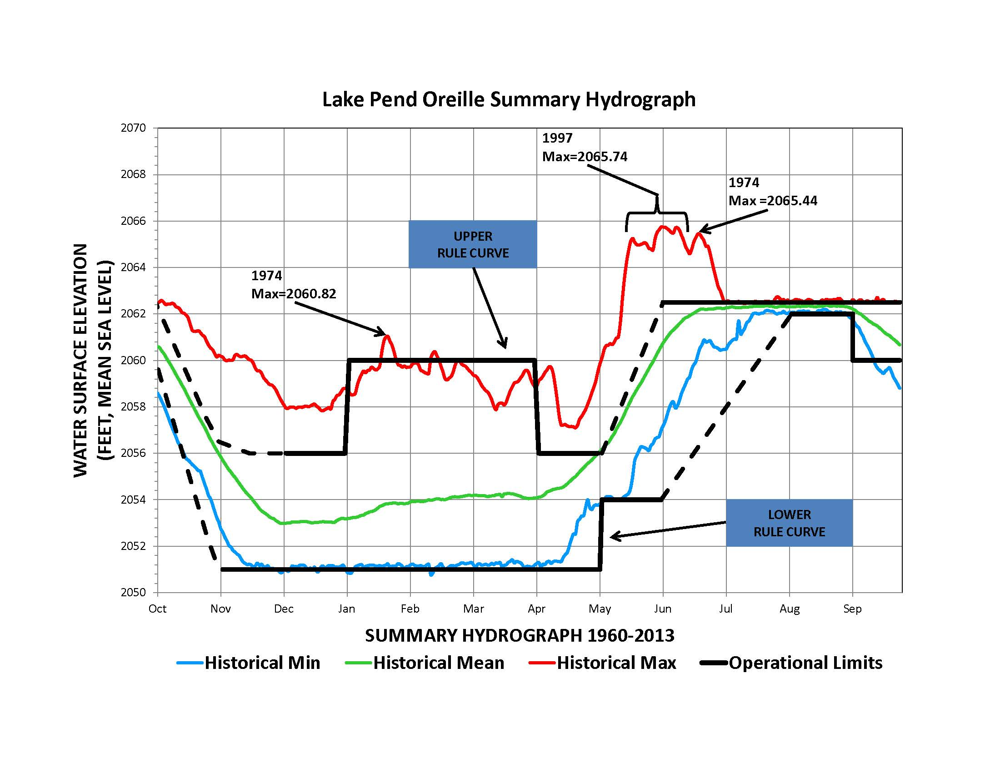 Lake Pend Oreille Summary Hydrograph
2070
2068
2066
2064
2062
2060
2058
2056
2054
2052
2050
WATER SURFACE ELEVATION
(FEET, MEAN SEA LEVEL)
1997
Max=2065.74
1974
Max =2065.44
UPPER
RULE CURVE
1974
Max=2060.82
LOWER
RULE CURVE
Oct Nov Dec Jan Feb Mar Apr May Jun Jul Aug Sep
SUMMARY HYDROGRAPH 1960-2013
Historical Min Historical Mean Historical Max Operational Limits